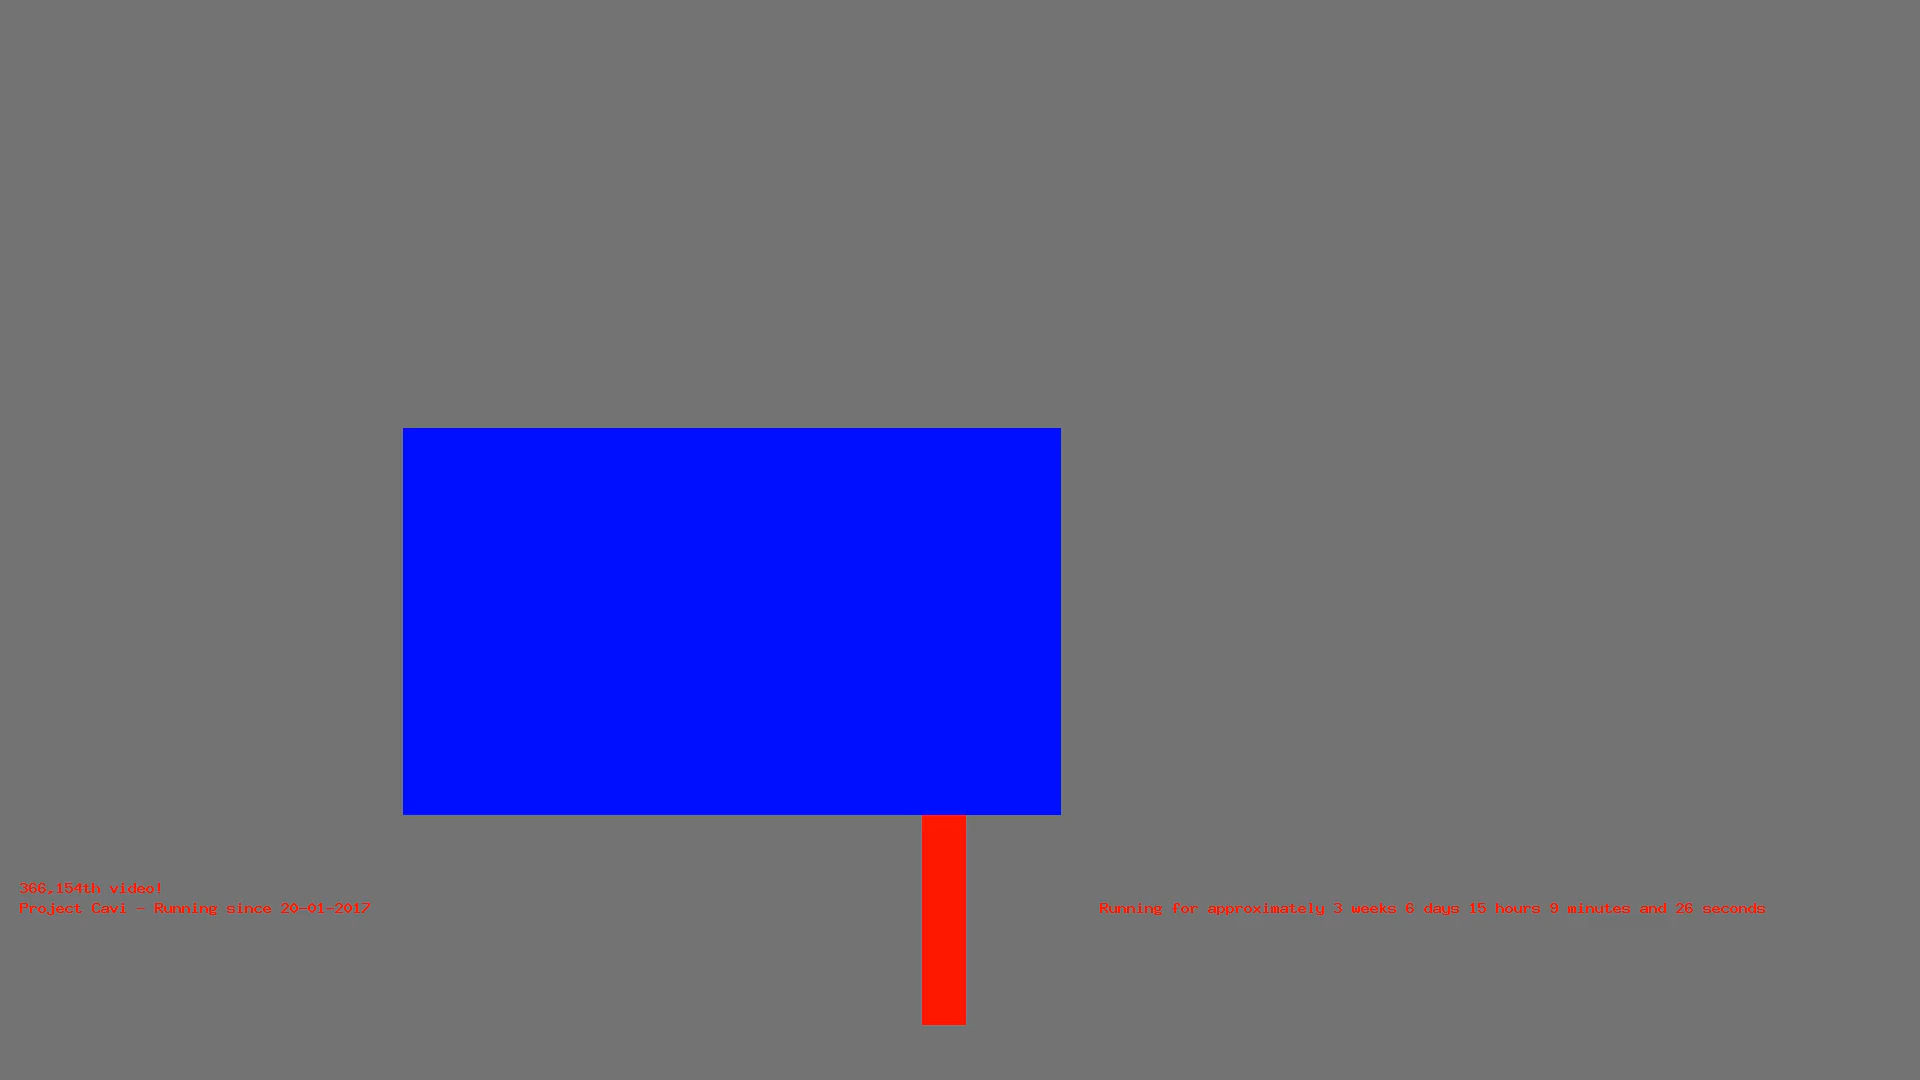 366,154th video!
Project Cavi - Running since 20-01-2017
Running for approximately 3 weeks 6 days 15 hours 9 minutes and 26 seconds